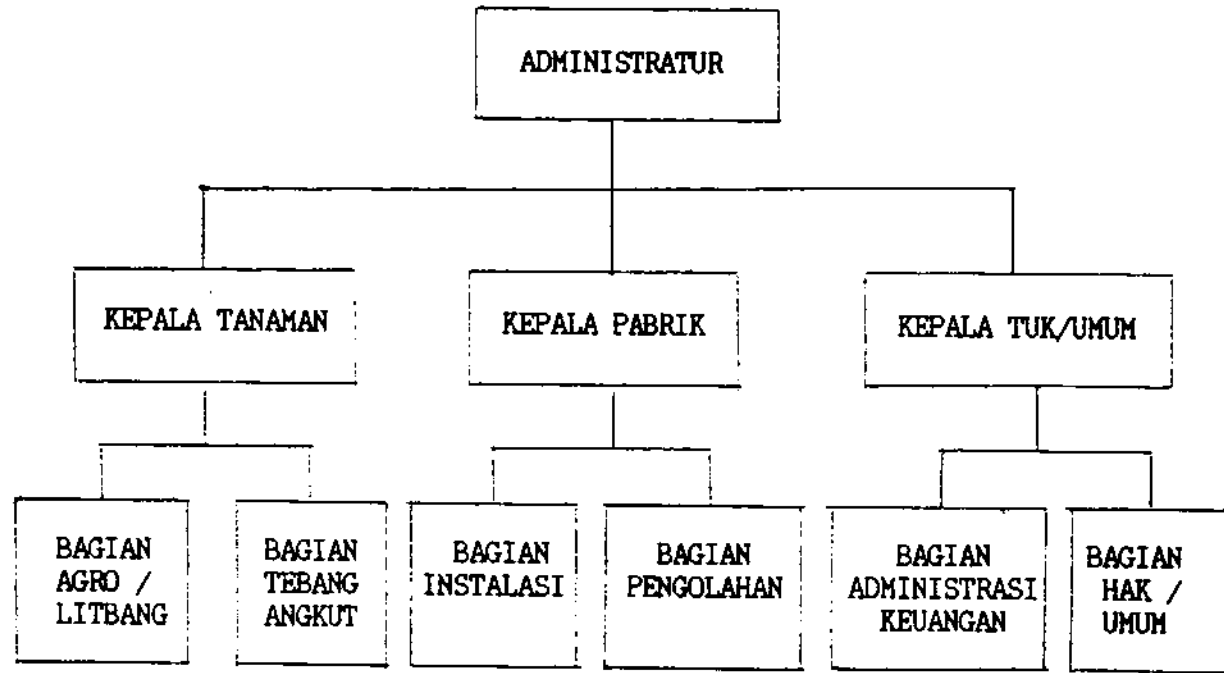 ADMINISTRATUR
KEPALA TANAMAN
KEPALA PABRIK
KEPALA TUK/UMUM
BAGIAN
AGRO /
LITBANG
BAGIAN
TEBANG
ANGKUT
BAGIAN
INSTALASI
BAGIAN
PENGOLAHAN
BAGIAN
ADMINISTRASI
KEUANGAN
BAGIAN
HAK /
UMUM